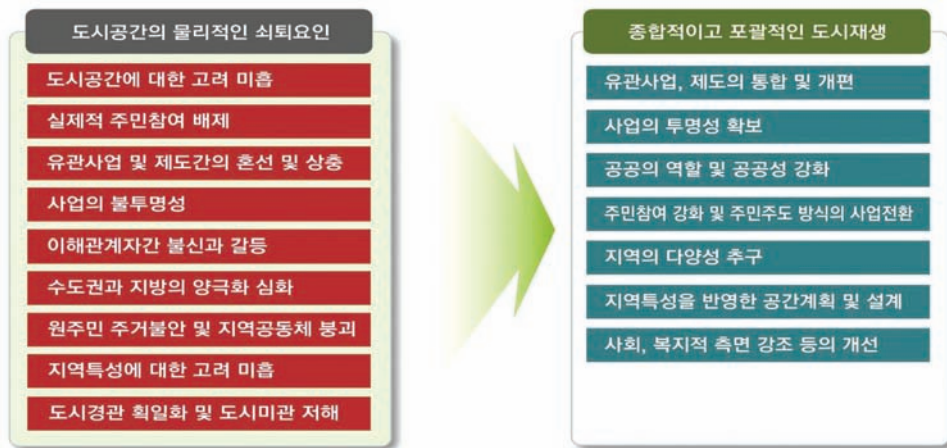 도시공간의 물리적인 쇠퇴요인
도시공간에 대한 고려 미흡
실제적 주민참여 배제
유관사업 및 제도간의 혼선 및 상충
사업의 불투명성
이해관계자간 불신과 갈등
수도권과 지방의 양극화 심화
원주민 주거불안 및 지역공동체 붕괴
지역특성에 대한 고려 미흡
도시경관 획일화 및 도시미관 저해
종합적이고 포괄적인 도시재생
유관사업, 제도의 통합 및 개편
사업의 투명성 확보
공공의 역할 및 공공성 강화
주민참여 강화 및 주민주도 방식의 사업전환
지역의 다양성 추구
지역특성을 반영한 공간계획 및 설계
사회, 복지적 측면 강조 등의 개선